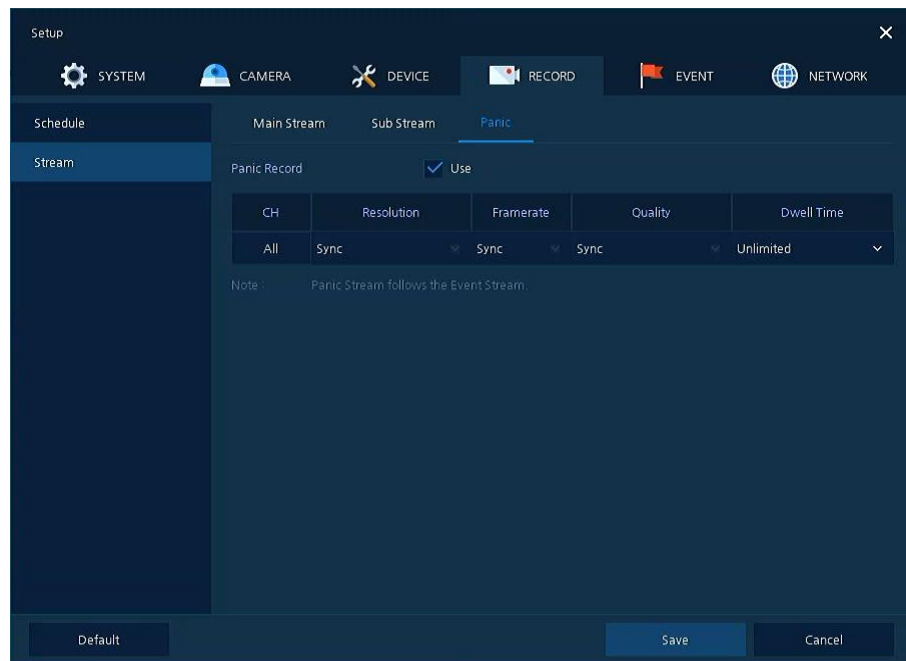 Setup
SYSTEM CAMERA DEVICE RECORD EVENT NETWORK
Schedule
Stream
Main Stream Sub Stream Panic
Panic Record Use
CH Resolution Framerate Quality Dwell Time
All Sync Sync Sync Unlimited
Note : Panic Stream follows the Event Stream.
Default Save Cancel